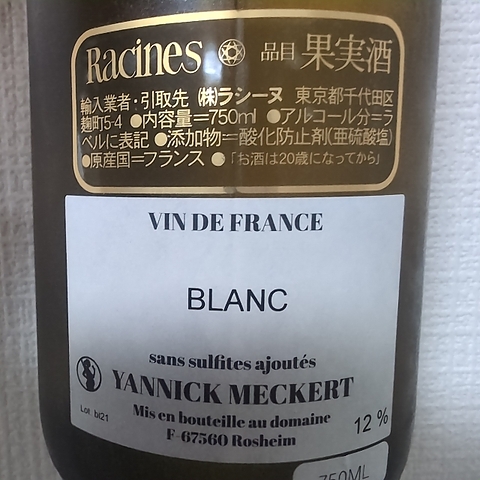 Racines 品目 果実酒
輸入業者・引取先 (株)ラシーヌ 東京都千代田区
麹町5-4 ●内容量=750ml ●アルコール分=ラ
ベルに表記 ●添加物=酸化防止剤(亜硫酸塩)
●原産国=フランス ●「お酒は20歳になってから」
VIN DE FRANCE
BLANC
sans sulfites ajoutés
YANNICK MECKERT
Mis en bouteille au domaine
Lot bl21
F-67560 Rosheim
12 %
750ML